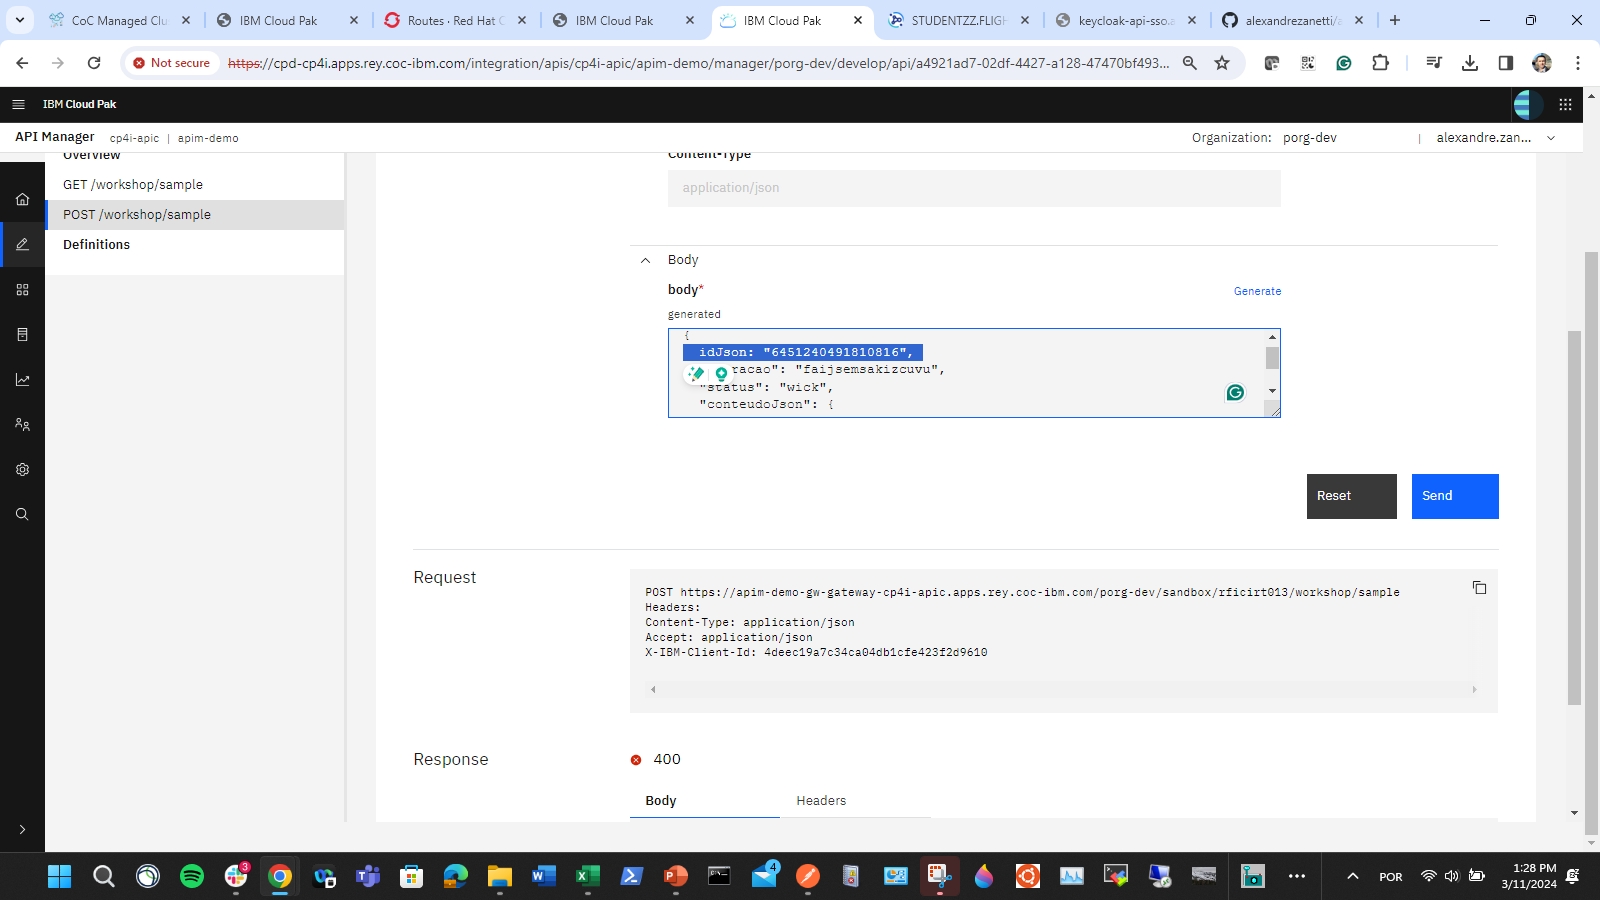 CoC Managed Clu
IBM Cloud Pak
Routes · Red Hat C
IBM Cloud Pak
IBM Cloud Pak
STUDENTZZ.FLIGH
keycloak-api-sso.a
alexandrezanetti/a
Not secure
https://cpd-cp4i.apps.rey.coc-ibm.com/integration/apis/cp4i-apic/apim-demo/manager/porg-dev/develop/api/a4921ad7-02df-4427-a128-47470bf493...
IBM Cloud Pak
API Manager cp4i-apic | apim-demo
Organization: porg-dev | alexandre.zan...
Overview
GET /workshop/sample
POST /workshop/sample
Definitions
Content-Type
application/json
Body
body*
Generate
generated
{
idJson: "6451240491810816",
racao": "faijsemsakizcuvu",
"status": "wick",
"conteudoJson": {
Reset
Send
Request
POST https://apim-demo-gw-gateway-cp4i-apic.apps.rey.coc-ibm.com/porg-dev/sandbox/rficirt013/workshop/sample
Headers:
Content-Type: application/json
Accept: application/json
X-IBM-Client-Id: 4deec19a7c34ca04db1cfe423f2d9610
Response
400
Body
Headers
3
4
POR
1:28 PM
3/11/2024